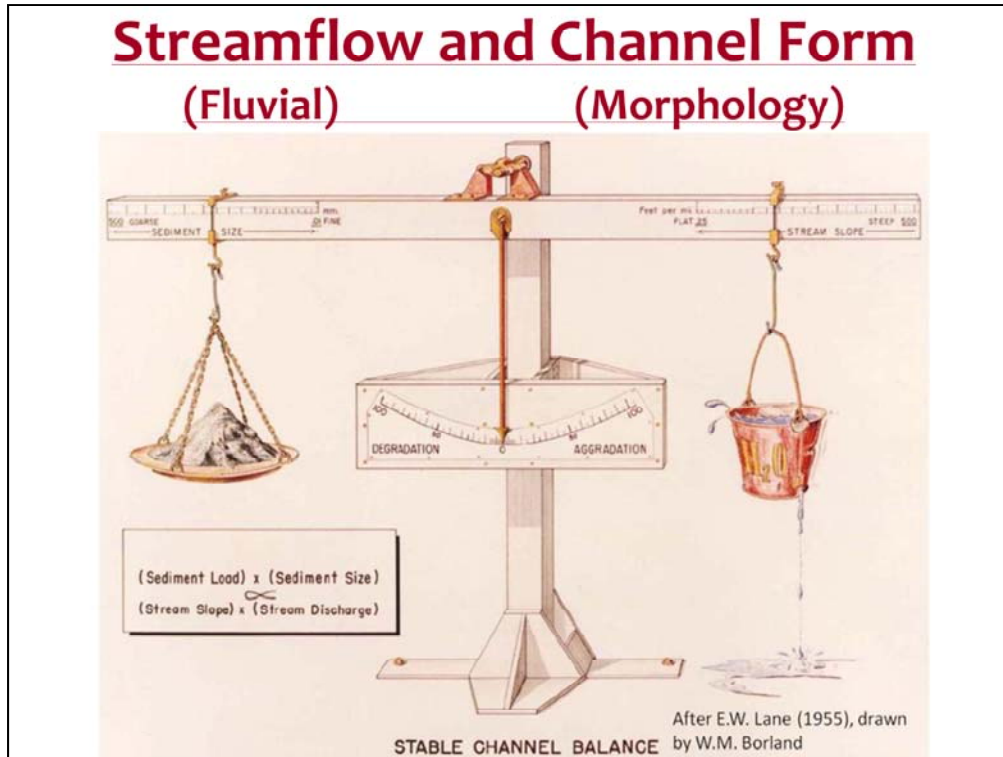 Streamflow and Channel Form
(Fluvial) (Morphology)
500 COARSE
.01 FINE
mm.
SEDIMENT SIZE
Feet per mi.
FLAT .25
STEEP 500
STREAM SLOPE
100 50 0 50 100
DEGRADATION AGGRADATION
H2O
(Sediment Load) x (Sediment Size)
∝
(Stream Slope) x (Stream Discharge)
After E.W. Lane (1955), drawn
by W.M. Borland
STABLE CHANNEL BALANCE